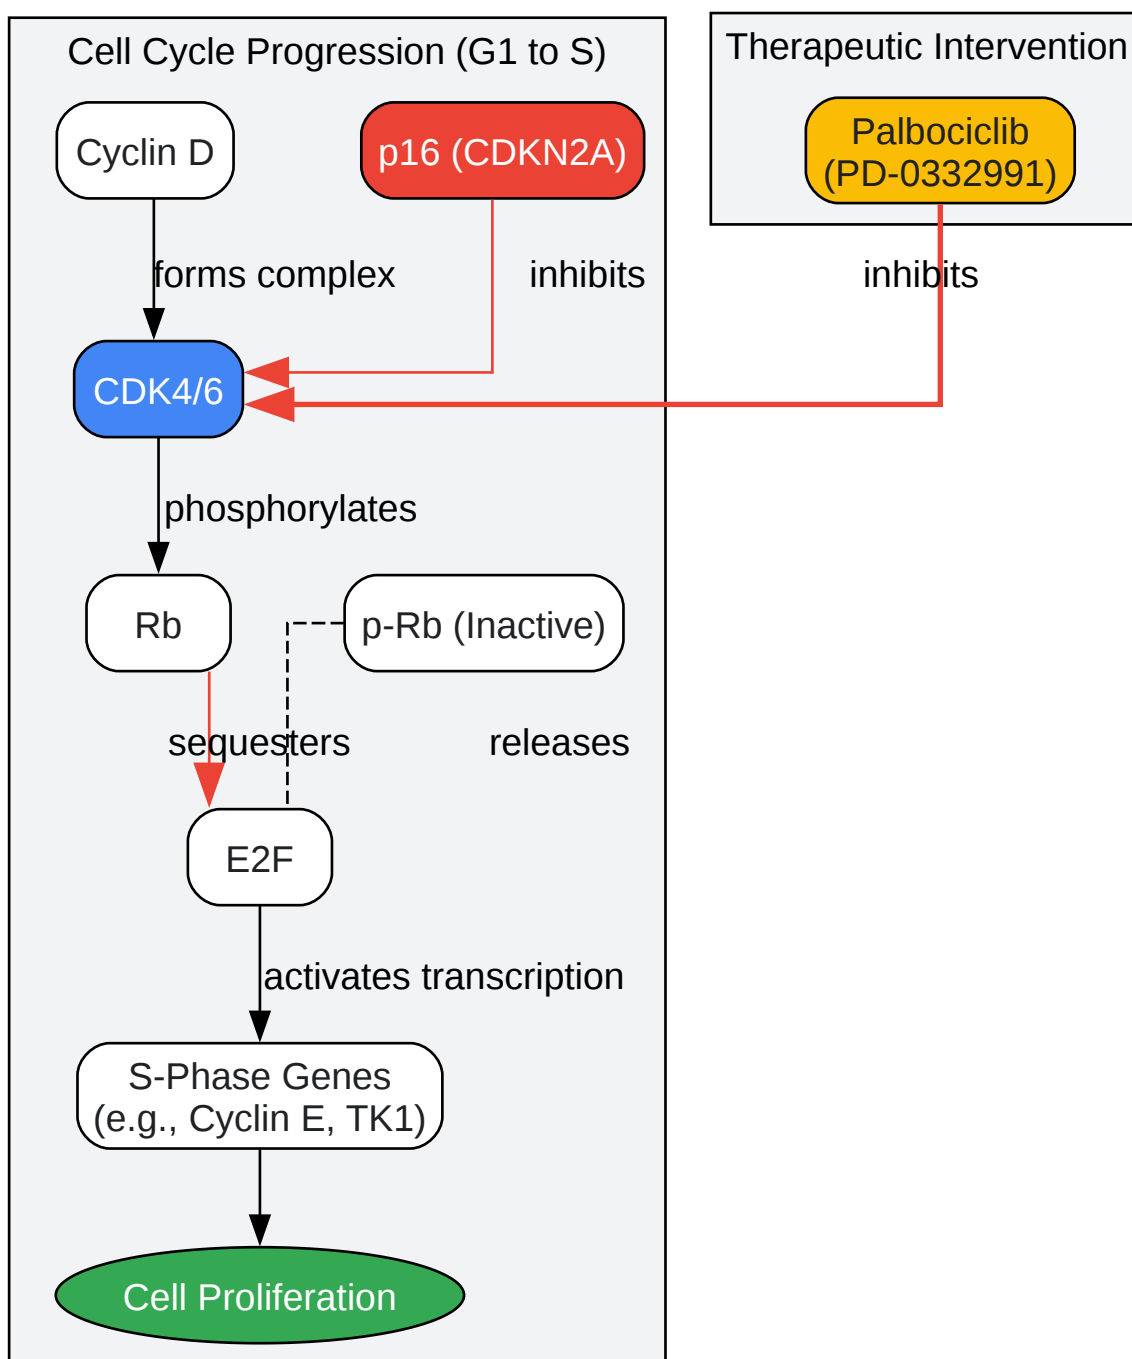 Cell Cycle Progression (G1 to S)
Therapeutic Intervention
Cyclin D
p16 (CDKN2A)
Palbociclib
(PD-0332991)
forms complex
inhibits
inhibits
CDK4/6
phosphorylates
Rb
p-Rb (Inactive)
sequesters
releases
E2F
activates transcription
S-Phase Genes
(e.g., Cyclin E, TK1)
Cell Proliferation